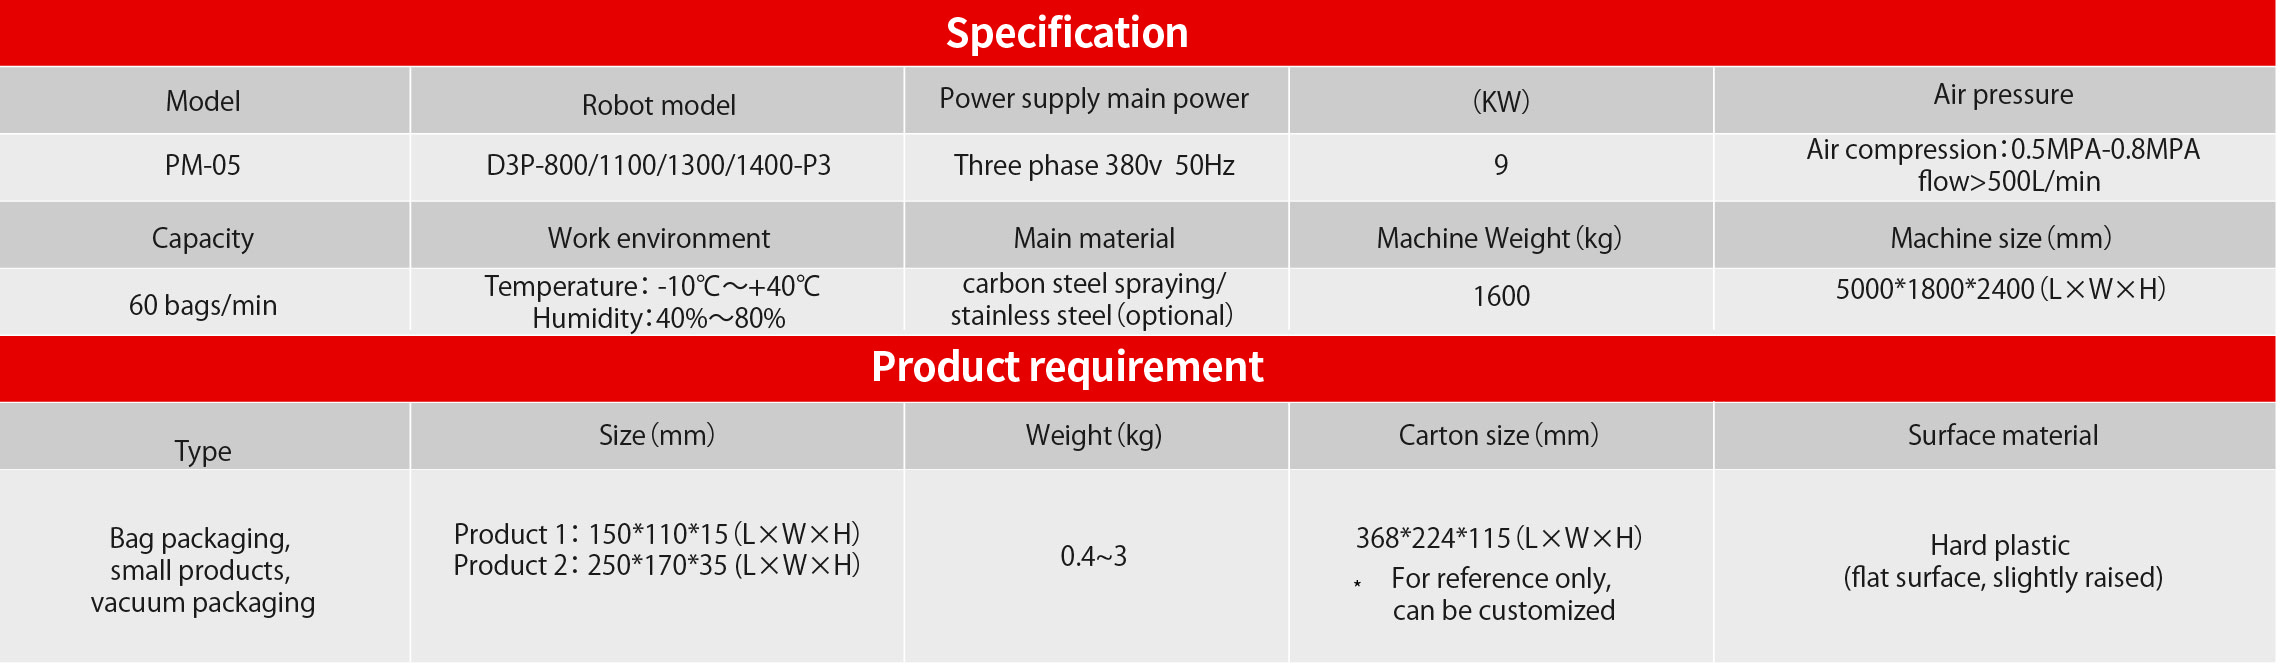 Specification
Model
Robot model
Power supply main power
（KW）
Air pressure
PM-05
D3P-800/1100/1300/1400-P3
Three phase 380v  50Hz
9
Air compression：0.5MPA-0.8MPA
flow>500L/min
Capacity
Work environment
Main material
Machine Weight（kg）
Machine size（mm）
60 bags/min
Temperature： -10℃～+40℃
Humidity：40%～80%
carbon steel spraying/
stainless steel（optional）
1600
5000*1800*2400（L×W×H）
Product requirement
Type
Size（mm）
Weight（kg)
Carton size（mm）
Surface material
Bag packaging,
small products,
vacuum packaging
Product 1： 150*110*15（L×W×H）
Product 2： 250*170*35 (L×W×H）
0.4~3
368*224*115（L×W×H）
* For reference only,
can be customized
Hard plastic
(flat surface, slightly raised)